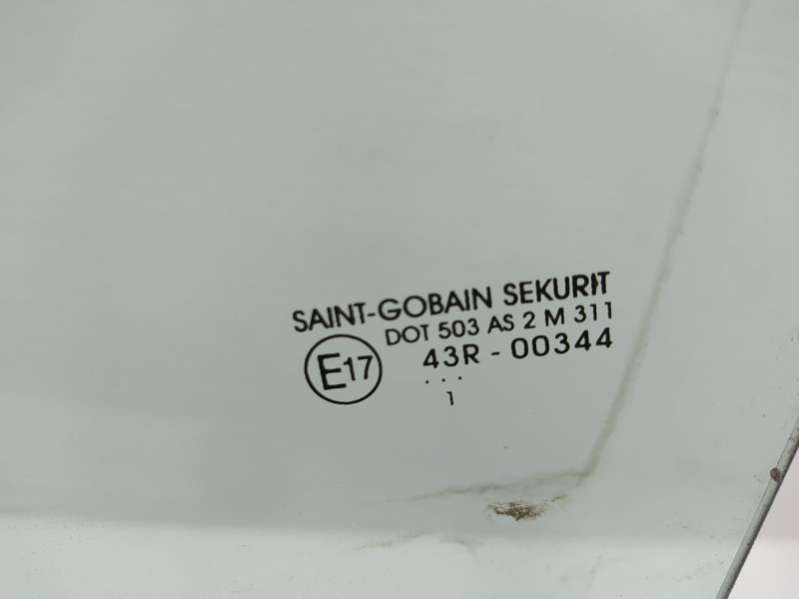 SAINT-GOBAIN SEKURIT
DOT 503 AS 2 M 311
E17 43R - 00344
. . .
1